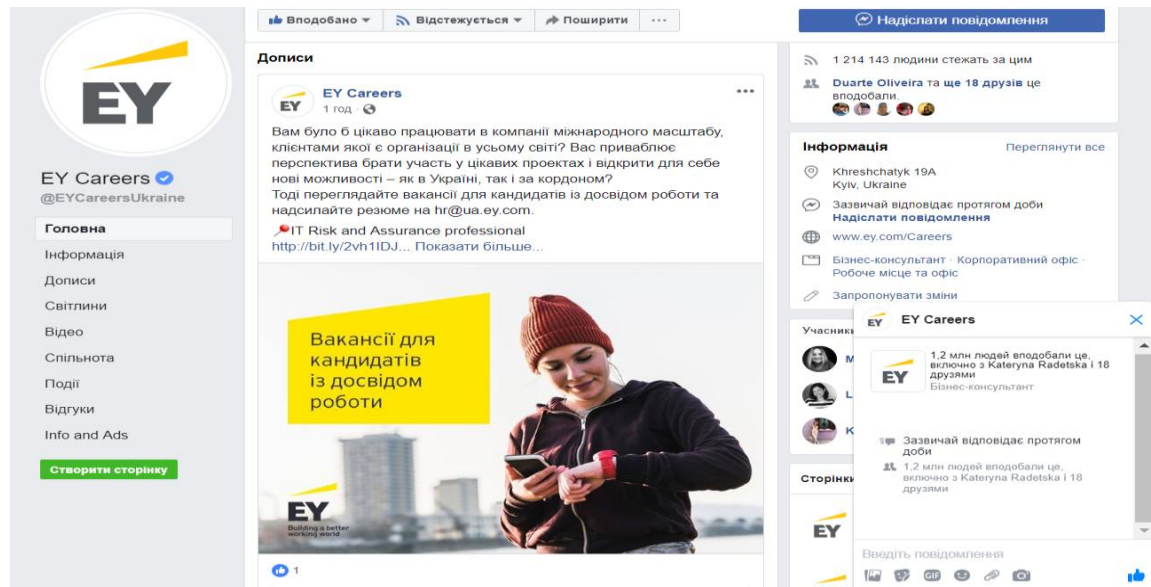 EY
EY Careers
@EYCareersUkraine
Головна
Інформація
Дописи
Світлини
Відео
Спільнота
Події
Відгуки
Info and Ads
Створити сторінку
Вподобано
Відстежується
Поширити
Дописи
EY
EY Careers
1 год
Вам було б цікаво працювати в компанії міжнародного масштабу,
клієнтами якої є організації в усьому світі? Вас приваблює
перспектива брати участь у цікавих проектах і відкрити для себе
нові можливості – як в Україні, так і за кордоном?
Тоді переглядайте вакансії для кандидатів із досвідом роботи та
надсилайте резюме на hr@ua.ey.com.
IT Risk and Assurance professional
http://bit.ly/2vh1IDJ... Показати більше...
Вакансії для
кандидатів
із досвідом
роботи
EY
Building a better
working world
1
Надіслати повідомлення
1 214 143 людини стежать за цим
Duarte Oliveira та ще 18 друзів це
вподобали.
Інформація Переглянути все
Khreshchatyk 19A
Kyiv, Ukraine
Зазвичай відповідає протягом доби
Надіслати повідомлення
www.ey.com/Careers
Бізнес-консультант · Корпоративний офіс ·
Робоче місце та офіс
Запропонувати зміни
Учасники
M
L
K
Сторінки
EY
EY
EY Careers
EY
1,2 млн людей вподобали це,
включно з Kateryna Radetska і 18
друзями
Бізнес-консультант
Зазвичай відповідає протягом
доби
1,2 млн людей вподобали це,
включно з Kateryna Radetska і 18
друзями
Введіть повідомлення
GIF